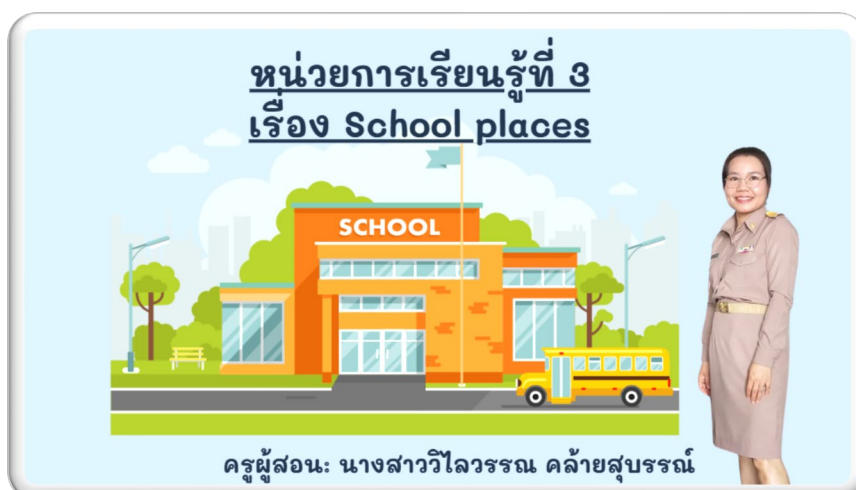 หน่วยการเรียนรู้ที่ 3
เรื่อง School places
SCHOOL
ครูผู้สอน: นางสาววิไลวรรณ คล้ายสุบรรณ์